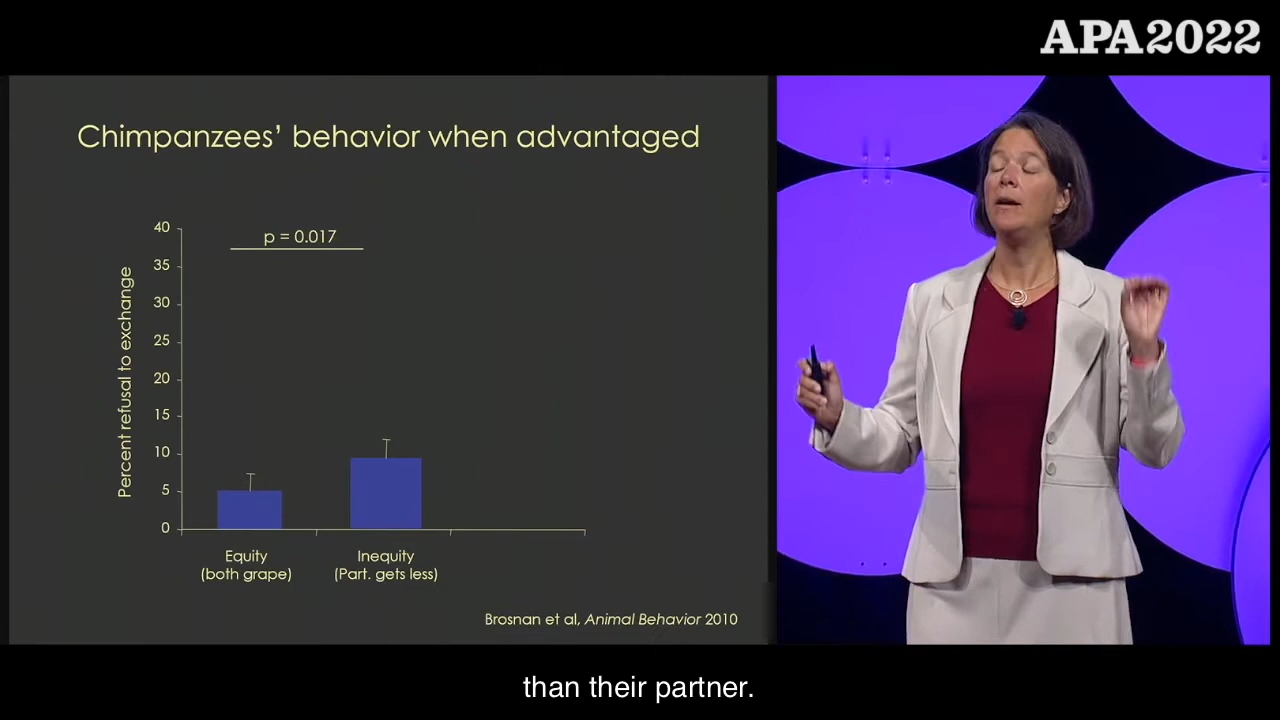 APA2022
Chimpanzees' behavior when advantaged
40
p = 0.017
35
30
25
20
15
10
5
0
Percent refusal to exchange
Equity
(both grape)
Inequity
(Part. gets less)
Brosnan et al, Animal Behavior 2010
than their partner.